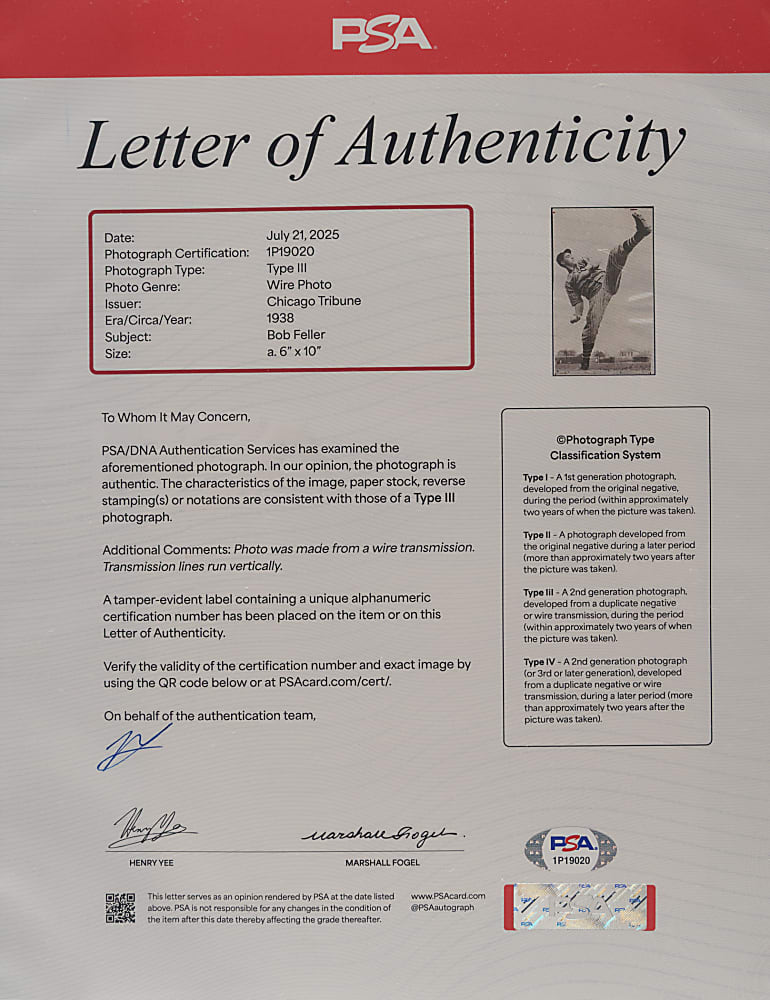 PSA
Letter of Authenticity
Date: July 21, 2025
Photograph Certification: 1P19020
Photograph Type: Type III
Photo Genre: Wire Photo
Issuer: Chicago Tribune
Era/Circa/Year: 1938
Subject: Bob Feller
Size: a. 6" x 10"
To Whom It May Concern,
PSA/DNA Authentication Services has examined the
aforementioned photograph. In our opinion, the photograph is
authentic. The characteristics of the image, paper stock, reverse
stamping(s) or notations are consistent with those of a Type III
photograph.
Additional Comments: Photo was made from a wire transmission.
Transmission lines run vertically.
A tamper-evident label containing a unique alphanumeric
certification number has been placed on the item or on this
Letter of Authenticity.
Verify the validity of the certification number and exact image by
using the QR code below or at PSAcard.com/cert/.
On behalf of the authentication team,
©Photograph Type
Classification System
Type I - A 1st generation photograph,
developed from the original negative,
during the period (within approximately
two years of when the picture was taken).
Type II - A photograph developed from
the original negative during a later period
(more than approximately two years after
the picture was taken).
Type III - A 2nd generation photograph,
developed from a duplicate negative
or wire transmission, during the period
(within approximately two years of when
the picture was taken).
Type IV - A 2nd generation photograph
(or 3rd or later generation), developed
from a duplicate negative or wire
transmission, during a later period (more
than approximately two years after the
picture was taken).
Henry Yee
Marshall Fogel.
HENRY YEE
MARSHALL FOGEL
PSA
1P19020
This letter serves as an opinion rendered by PSA at the date listed
above. PSA is not responsible for any changes in the condition of
the item after this date thereby affecting the grade thereafter.
www.PSAcard.com
@PSAautograph